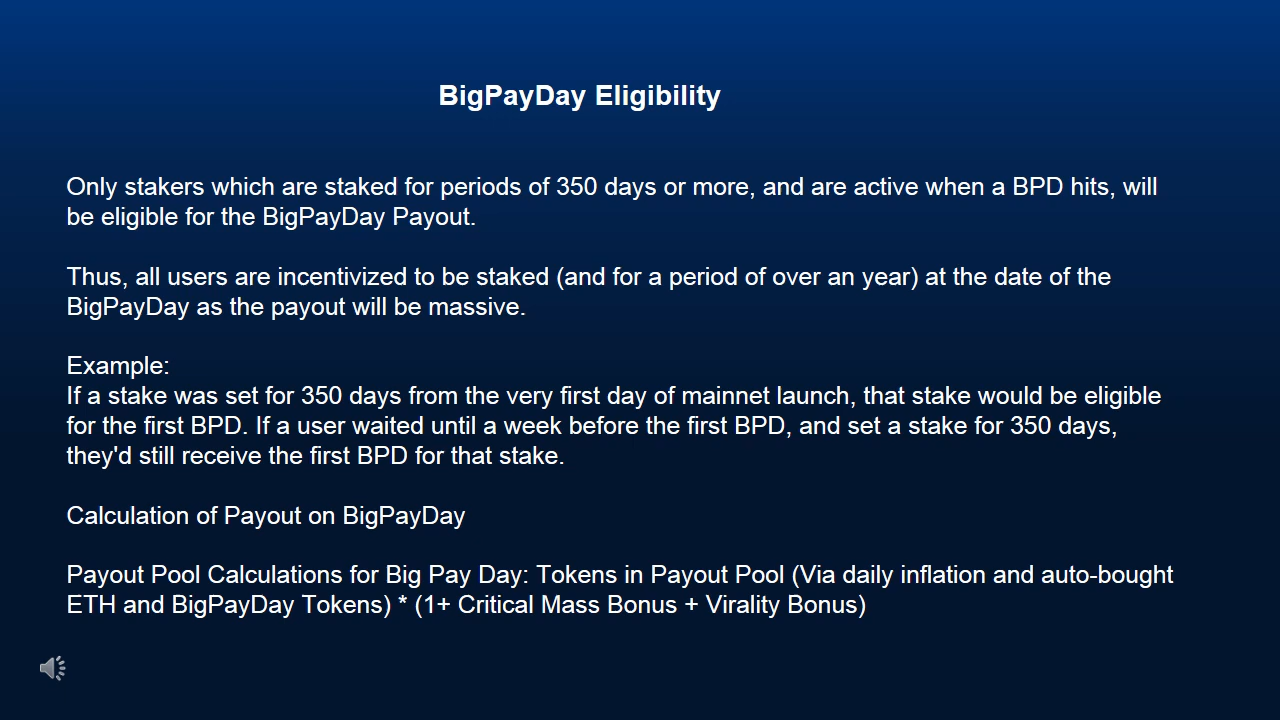 BigPayDay Eligibility
Only stakers which are staked for periods of 350 days or more, and are active when a BPD hits, will
be eligible for the BigPayDay Payout.
Thus, all users are incentivized to be staked (and for a period of over an year) at the date of the
BigPayDay as the payout will be massive.
Example:
If a stake was set for 350 days from the very first day of mainnet launch, that stake would be eligible
for the first BPD. If a user waited until a week before the first BPD, and set a stake for 350 days,
they'd still receive the first BPD for that stake.
Calculation of Payout on BigPayDay
Payout Pool Calculations for Big Pay Day: Tokens in Payout Pool (Via daily inflation and auto-bought
ETH and BigPayDay Tokens) * (1+ Critical Mass Bonus + Virality Bonus)